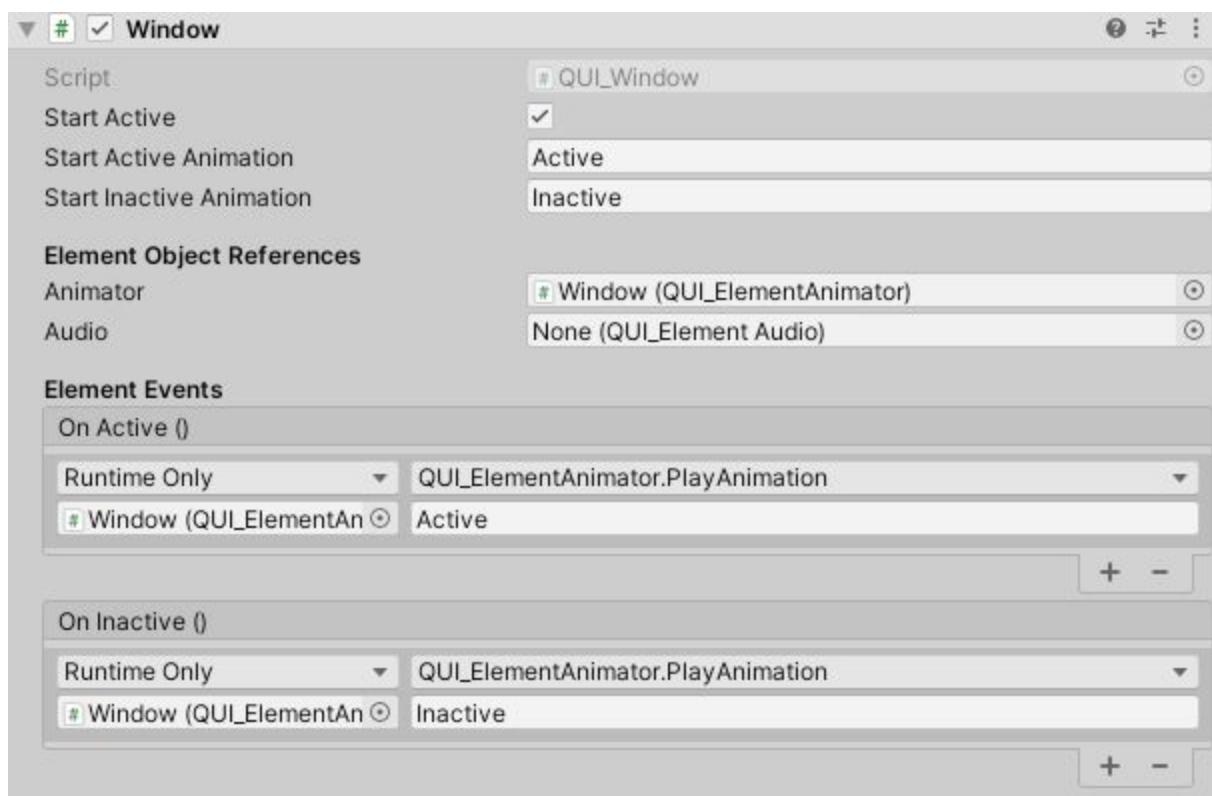 Window
Script # QUI_Window
Start Active
Start Active Animation Active
Start Inactive Animation Inactive
Element Object References
Animator # Window (QUI_ElementAnimator)
Audio None (QUI_Element Audio)
Element Events
On Active ()
Runtime Only QUI_ElementAnimator.PlayAnimation
# Window (QUI_ElementAn Active
+ −
On Inactive ()
Runtime Only QUI_ElementAnimator.PlayAnimation
# Window (QUI_ElementAn Inactive
+ −